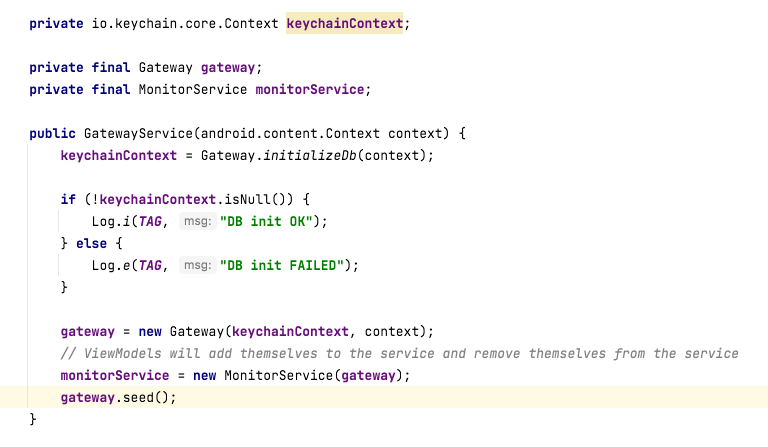 private io.keychain.core.Context keychainContext;
private final Gateway gateway;
private final MonitorService monitorService;
public GatewayService(android.content.Context context) {
keychainContext = Gateway.initializeDb(context);
if (!keychainContext.isNull()) {
Log.i(TAG, msg: "DB init OK");
} else {
Log.e(TAG, msg: "DB init FAILED");
}
gateway = new Gateway(keychainContext, context);
// ViewModels will add themselves to the service and remove themselves from the service
monitorService = new MonitorService(gateway);
gateway.seed();
}